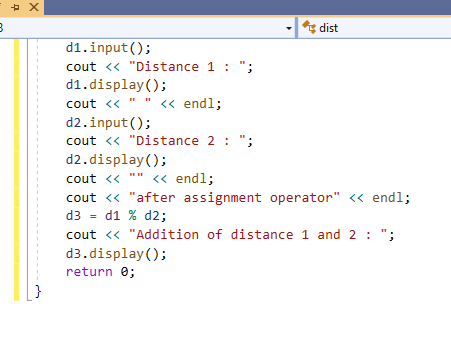 3
dist
d1.input();
cout << "Distance 1 : ";
d1.display();
cout << " " << endl;
d2.input();
cout << "Distance 2 : ";
d2.display();
cout << "" << endl;
cout << "after assignment operator" << endl;
d3 = d1 % d2;
cout << "Addition of distance 1 and 2 : ";
d3.display();
return 0;
}